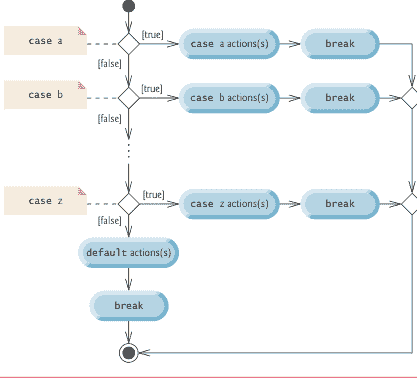 [true]
case a
case a actions(s)
break
[false]
[true]
case b
case b actions(s)
break
[false]
[true]
case z
case z actions(s)
break
[false]
default actions(s)
break